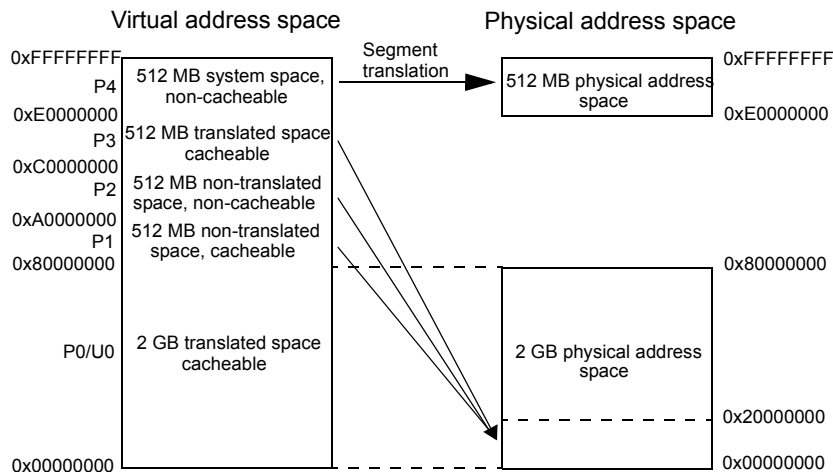 Virtual address space
Physical address space
0xFFFFFFFF
P4
0xE0000000
P3
0xC0000000
P2
0xA0000000
P1
0x80000000
P0/U0
0x00000000
512 MB system space,
non-cacheable
512 MB translated space
cacheable
512 MB non-translated
space, non-cacheable
512 MB non-translated
space, cacheable
2 GB translated space
cacheable
Segment
translation
512 MB physical address
space
2 GB physical address
space
0xFFFFFFFF
0xE0000000
0x80000000
0x20000000
0x00000000